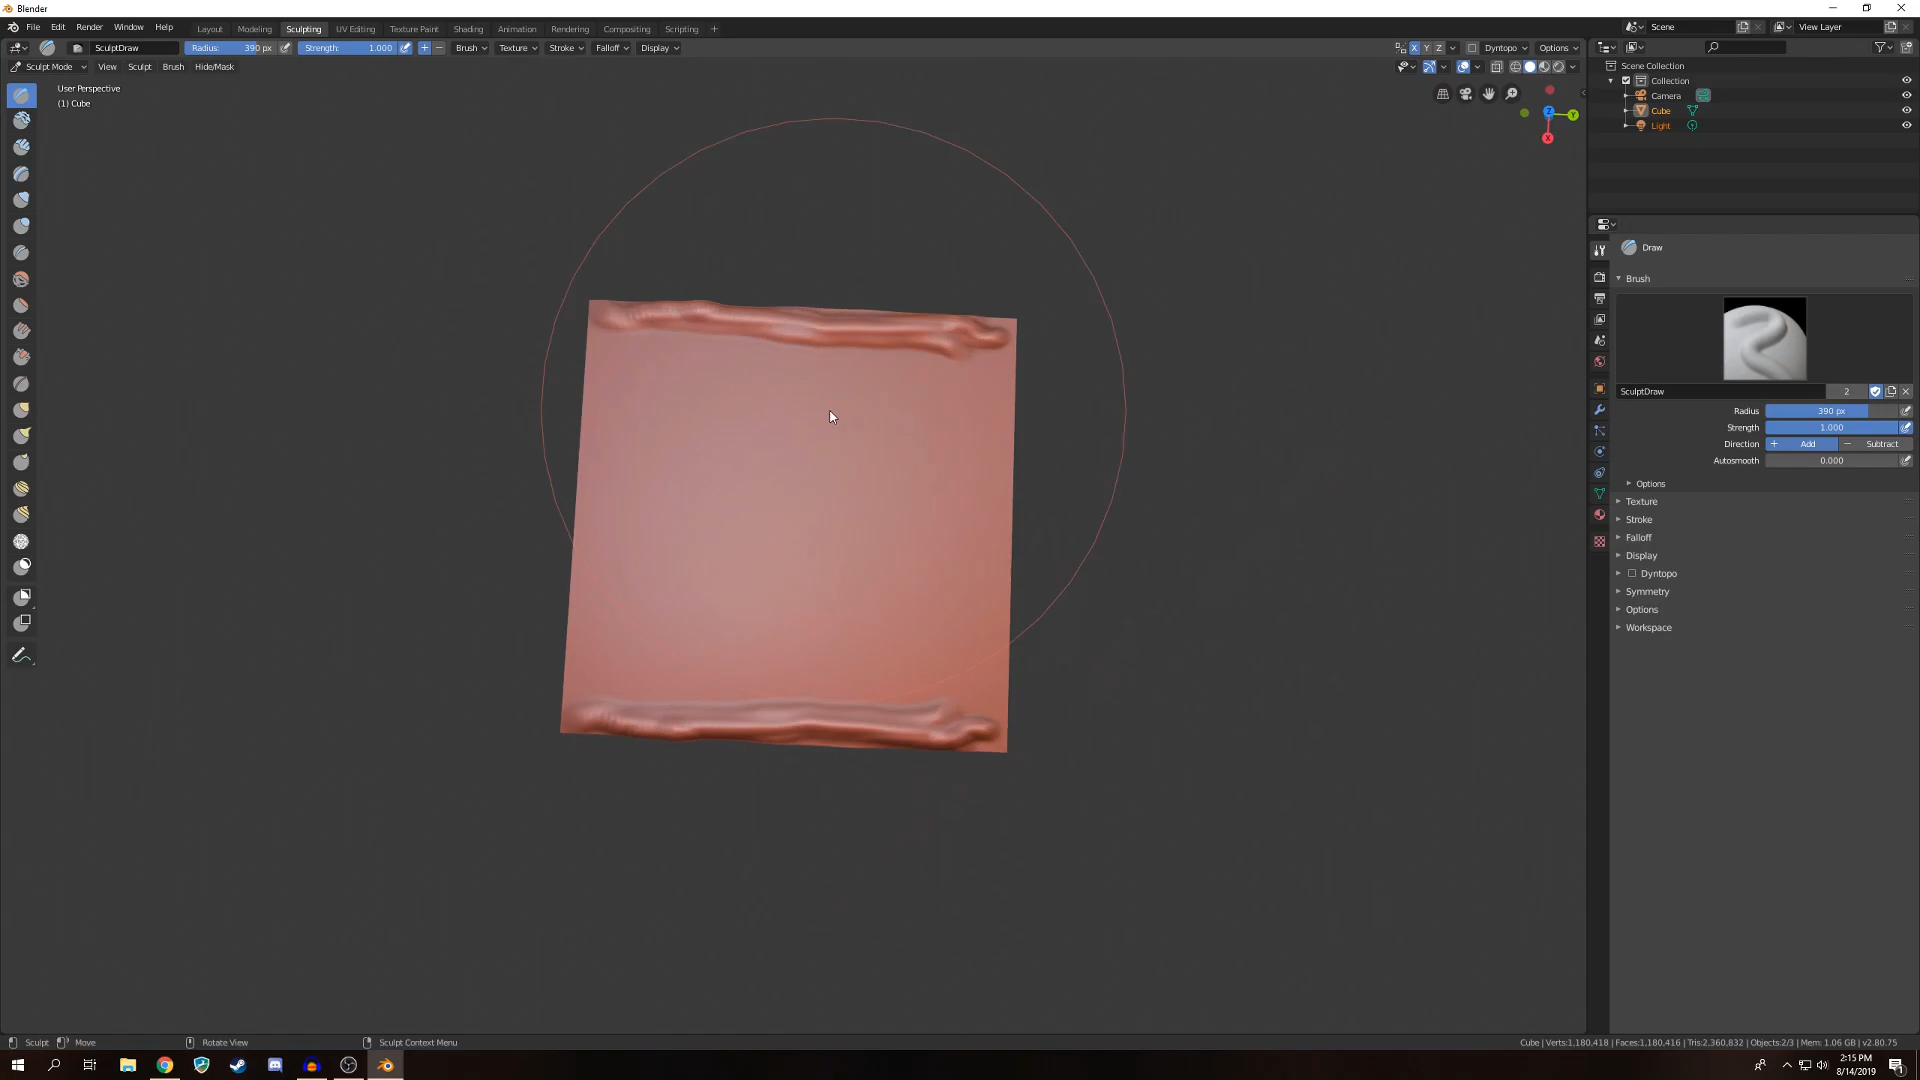 Blender
File Edit Render Window Help Layout Modeling Sculpting UV Editing Texture Paint Shading Animation Rendering Compositing Scripting + Scene View Layer
SculptDraw Radius: 390 px Strength: 1.000 + − Brush Texture Stroke Falloff Display X Y Z Dyntopo Options
Sculpt Mode View Sculpt Brush Hide/Mask
Scene Collection
Collection
Camera
Cube
Light
User Perspective
(1) Cube
Z
Y
X
Draw
Brush
SculptDraw 2
Radius 390 px
Strength 1.000
Direction + Add − Subtract
Autosmooth 0.000
Options
Texture
Stroke
Falloff
Display
Dyntopo
Symmetry
Options
Workspace
Sculpt Move Rotate View Sculpt Context Menu Cube | Verts:1,180,418 | Faces:1,180,416 | Tris:2,360,832 | Objects:2/3 | Mem: 1.06 GB | v2.80.75
2:15 PM
8/14/2019